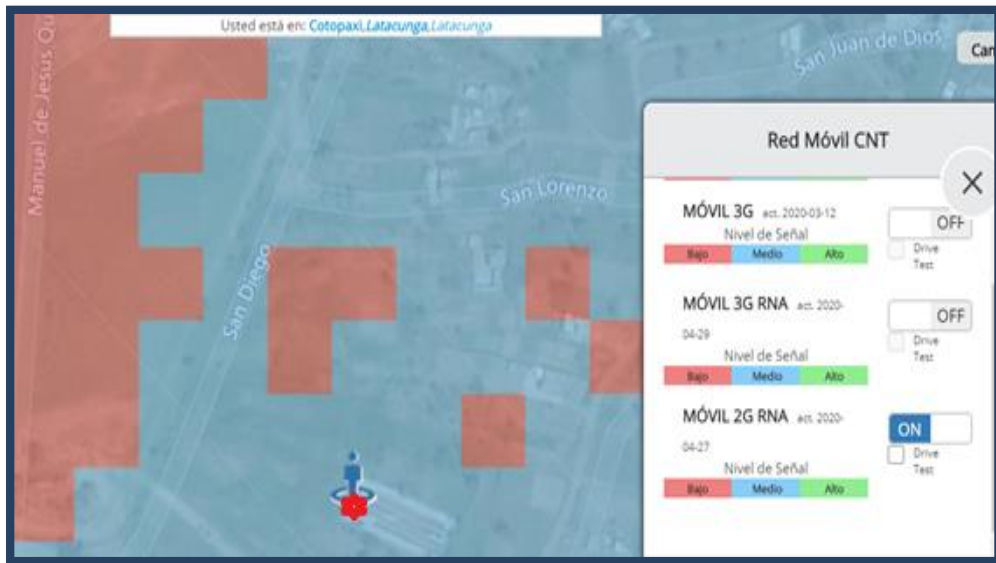 Usted está en: Cotopaxi,Latacunga,Latacunga
San Juan de Dios
Manuel de Jesus Qu
San Lorenzo
San Diego
Can
Red Móvil CNT
MÓVIL 3G act. 2020-03-12
OFF
Nivel de Señal
Drive
Test
Bajo Medio Alto
MÓVIL 3G RNA act. 2020-
04-29
OFF
Nivel de Señal
Drive
Test
Bajo Medio Alto
MÓVIL 2G RNA act. 2020-
04-27
ON
Nivel de Señal
Drive
Test
Bajo Medio Alto